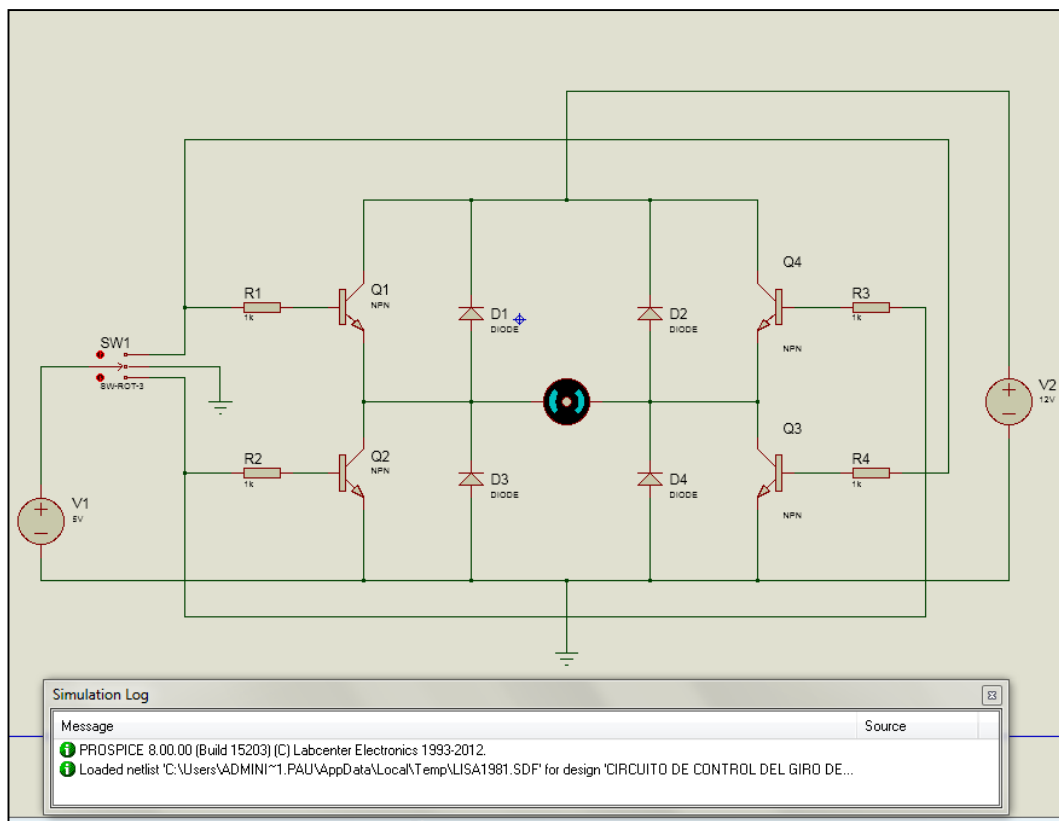 Q4
Q1
NPN
R1
1k
D1
DIODE
D2
DIODE
R3
1k
NPN
SW1
SW-ROT-3
V2
12V
Q3
Q2
NPN
R2
1k
D3
DIODE
D4
DIODE
R4
1k
V1
5V
NPN
Simulation Log
Message
Source
PROSPICE 8.00.00 (Build 15203) (C) Labcenter Electronics 1993-2012.
Loaded netlist 'C:\Users\ADMINI~1.PAU\AppData\Local\Temp\LISA1981.SDF' for design 'CIRCUITO DE CONTROL DEL GIRO DE...